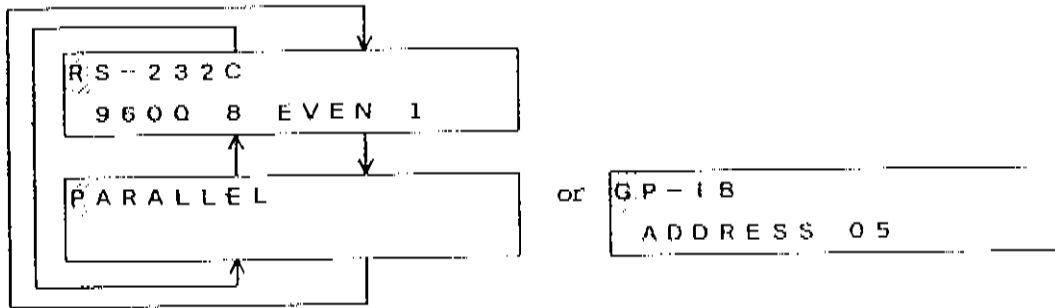 RS-232C
9600 8 EVEN 1
PARALLEL
or
GP-IB
ADDRESS 05